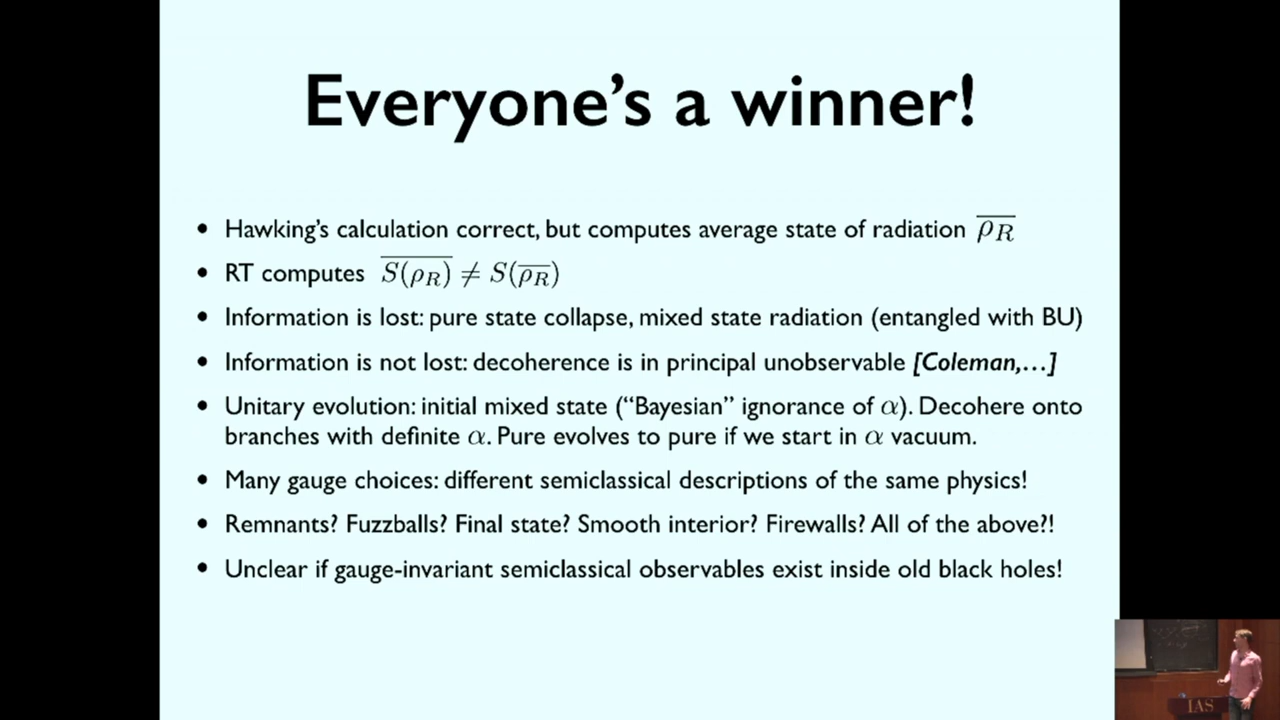 Everyone's a winner!
• Hawking's calculation correct, but computes average state of radiation $\overline{\rho_R}$
• RT computes $\overline{S(\rho_R)} \neq S(\overline{\rho_R})$
• Information is lost: pure state collapse, mixed state radiation (entangled with BU)
• Information is not lost: decoherence is in principal unobservable [Coleman,…]
• Unitary evolution: initial mixed state (“Bayesian” ignorance of α). Decohere onto
branches with definite α. Pure evolves to pure if we start in α vacuum.
• Many gauge choices: different semiclassical descriptions of the same physics!
• Remnants? Fuzzballs? Final state? Smooth interior? Firewalls? All of the above?!
• Unclear if gauge-invariant semiclassical observables exist inside old black holes!
IAS